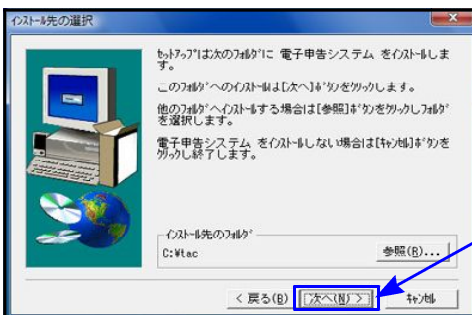 インストール先の選択
ｾｯﾄｱｯﾌﾟは次のﾌｫﾙﾀﾞに 電子申告システム をｲﾝｽﾄｰﾙしま
す。
このﾌｫﾙﾀﾞへのｲﾝｽﾄｰﾙは[次へ]ﾎﾞﾀﾝをｸﾘｯｸします。
他のﾌｫﾙﾀﾞへｲﾝｽﾄｰﾙする場合は[参照]ﾎﾞﾀﾝをｸﾘｯｸしﾌｫﾙﾀﾞ
を選択します。
電子申告システム をｲﾝｽﾄｰﾙしない場合は[ｷｬﾝｾﾙ]ﾎﾞﾀﾝを
ｸﾘｯｸし終了します。
ｲﾝｽﾄｰﾙ先のﾌｫﾙﾀﾞ
C:¥tac 参照(R)...
< 戻る(B) 次へ(N) > ｷｬﾝｾﾙ